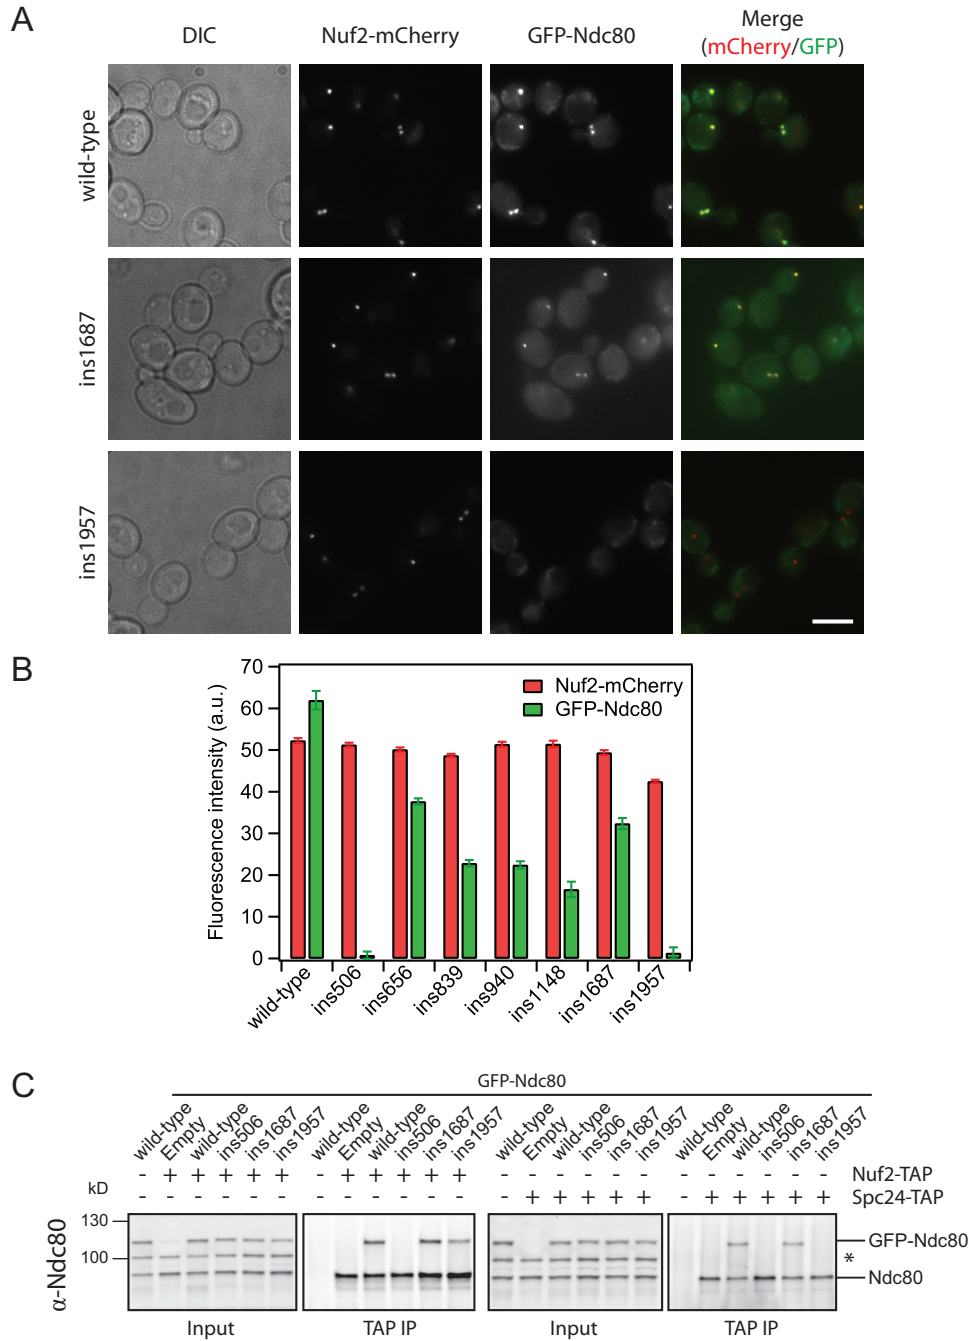 A
DIC
Nuf2-mCherry
GFP-Ndc80
Merge
(mCherry/GFP)
wild-type
ins1687
ins1957
B
Fluorescence intensity (a.u.)
70
60
50
40
30
20
10
0
Nuf2-mCherry
GFP-Ndc80
wild-type
ins506
ins656
ins839
ins940
ins1148
ins1687
ins1957
C
GFP-Ndc80
wild-type Empty wild-type ins506 ins1687 ins1957 wild-type Empty wild-type ins506 ins1687 ins1957 wild-type Empty wild-type ins506 ins1687 ins1957 wild-type Empty wild-type ins506 ins1687 ins1957
- + + + + + - + + + + + - - - - - - - - - - - - Nuf2-TAP
- - - - - - - - - - - - - + + + + + - + + + + + Spc24-TAP
kD
130
100
α-Ndc80
GFP-Ndc80
*
Ndc80
Input
TAP IP
Input
TAP IP